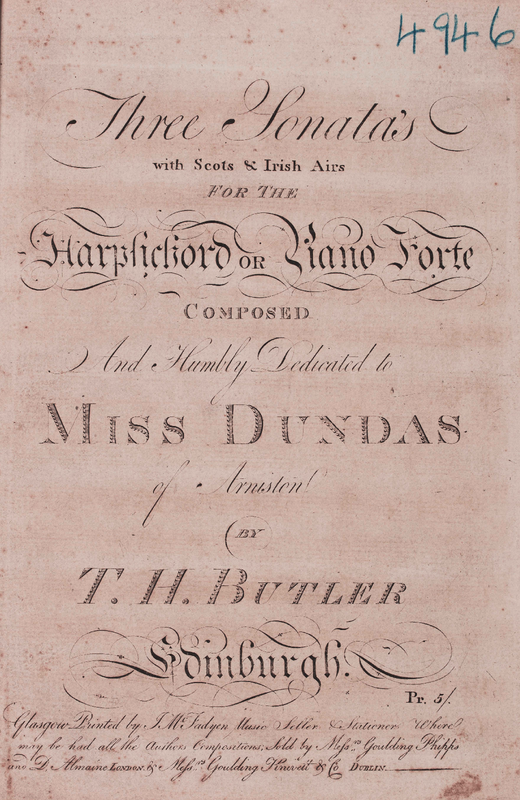 4946
Three Sonata's
with Scots & Irish Airs
FOR THE
Harpsichord OR Piano Forte
COMPOSED
And Humbly Dedicated to
MISS DUNDAS
of Arniston
BY
T. H. BUTLER
Edinburgh.
Pr. 5/.
Glasgow Printed by J. McFadyen Music Seller & Stationer Where
may be had all the Authors Compositions, Sold by Messrs Goulding Phipps
and D'Almaine LONDON. & Messrs Goulding & Co DUBLIN.